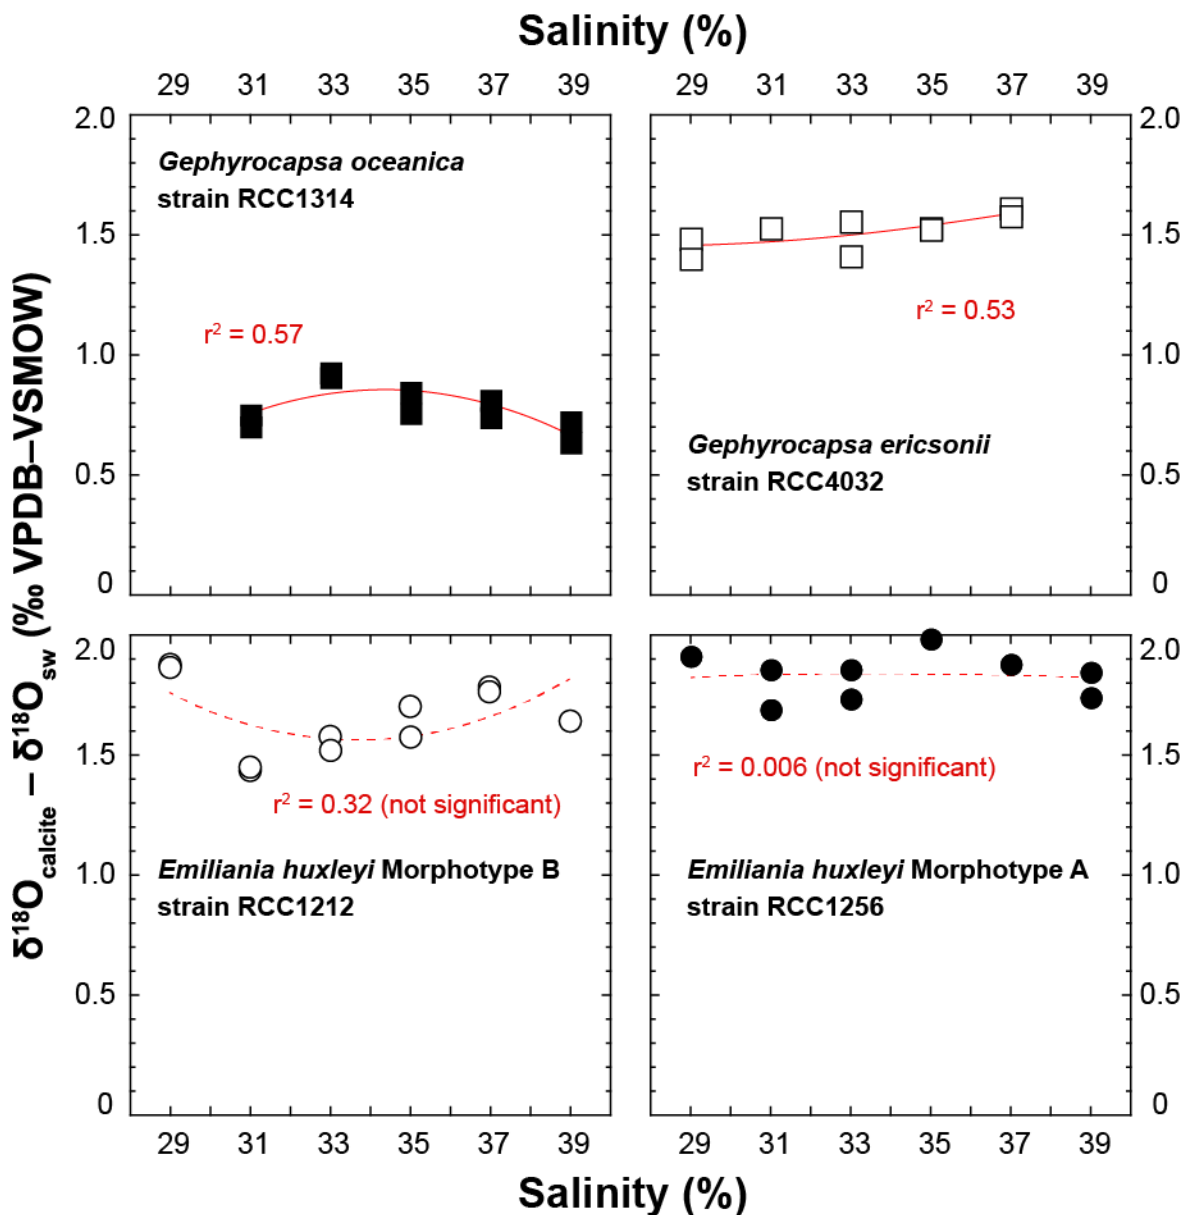 Salinity (%)
29 31 33 35 37 39 29 31 33 35 37 39
δ¹⁸Ocalcite – δ¹⁸Osw (‰ VPDB–VSMOW)
2.0
1.5
1.0
0.5
0
Gephyrocapsa oceanica
strain RCC1314
r² = 0.57
2.0
1.5
1.0
0.5
0
r² = 0.53
Gephyrocapsa ericsonii
strain RCC4032
2.0
1.5
1.0
0.5
0
r² = 0.32 (not significant)
Emiliania huxleyi Morphotype B
strain RCC1212
2.0
1.5
1.0
0.5
0
r² = 0.006 (not significant)
Emiliania huxleyi Morphotype A
strain RCC1256
29 31 33 35 37 39 29 31 33 35 37 39
Salinity (%)